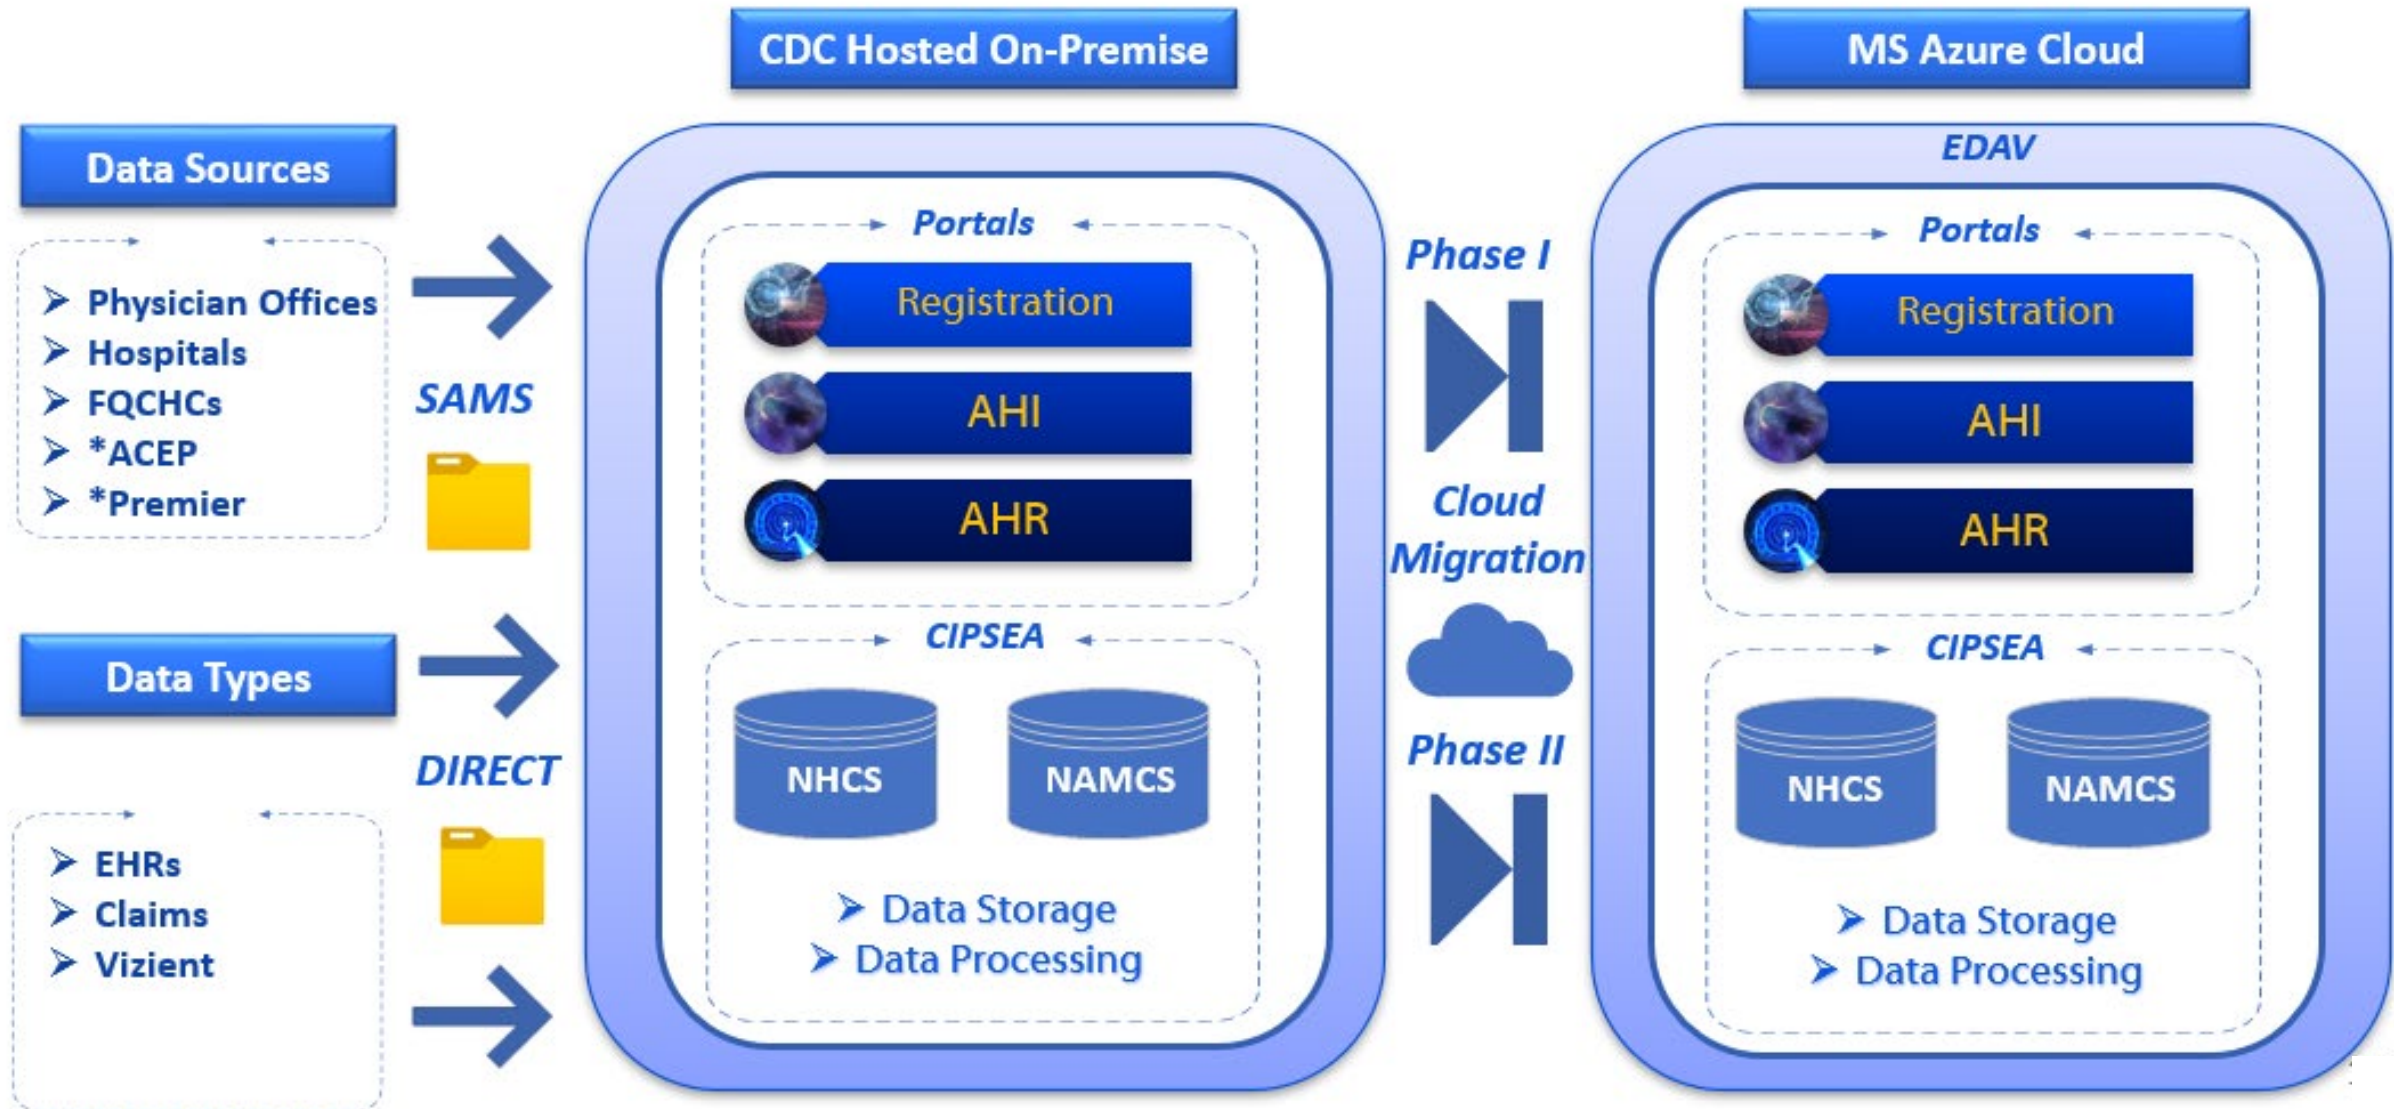 CDC Hosted On-Premise
MS Azure Cloud
Data Sources
Physician Offices
Hospitals
FQCHCs
*ACEP
*Premier
Data Types
EHRs
Claims
Vizient
SAMS
DIRECT
Portals
Registration
AHI
AHR
CIPSEA
NHCS
NAMCS
Data Storage
Data Processing
Phase I
Cloud
Migration
Phase II
EDAV
Portals
Registration
AHI
AHR
CIPSEA
NHCS
NAMCS
Data Storage
Data Processing